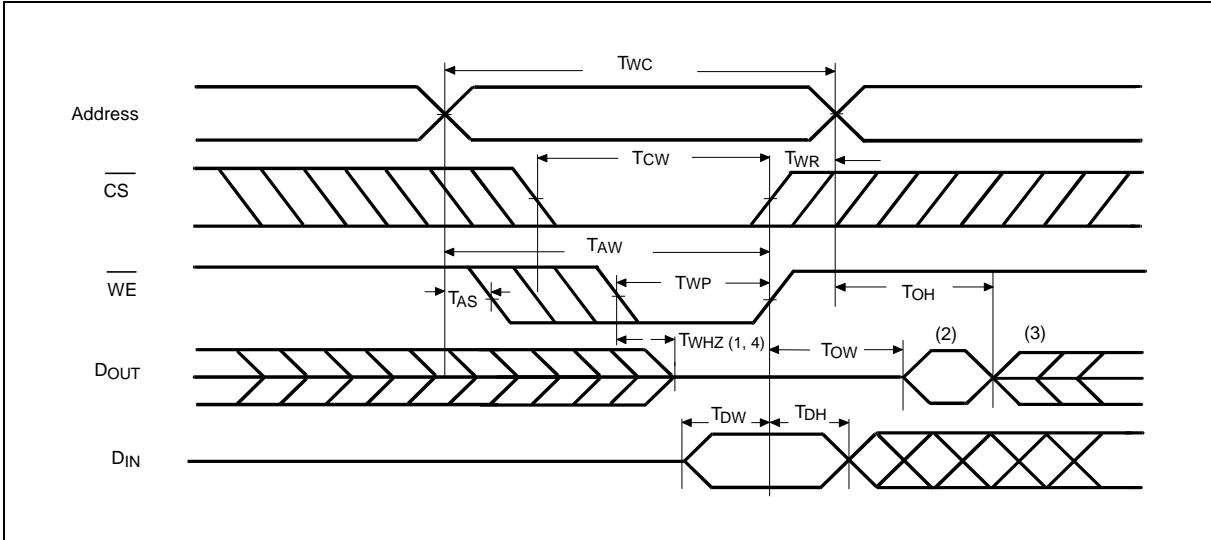 TWC
Address
TCW
TWR
CS
TAW
WE
TAS
TWP
TOH
TWHZ (1, 4)
TOW
(2)
(3)
DOUT
TDW
TDH
DIN